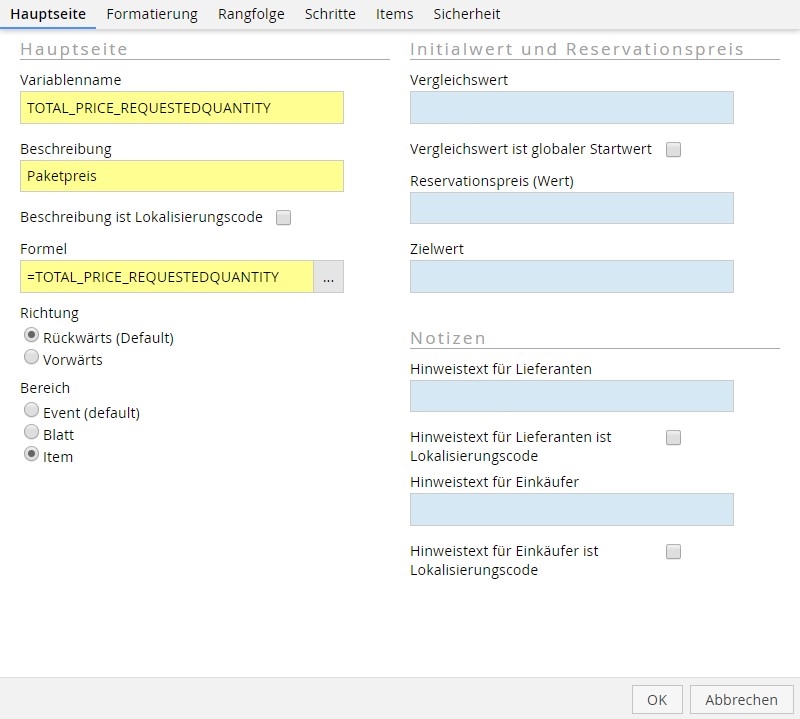 Hauptseite Formatierung Rangfolge Schritte Items Sicherheit
Hauptseite
Variablenname
TOTAL_PRICE_REQUESTEDQUANTITY
Beschreibung
Paketpreis
Beschreibung ist Lokalisierungscode
Formel
=TOTAL_PRICE_REQUESTEDQUANTITY ...
Richtung
Rückwärts (Default)
Vorwärts
Bereich
Event (default)
Blatt
Item
Initialwert und Reservationspreis
Vergleichswert
Vergleichswert ist globaler Startwert
Reservationspreis (Wert)
Zielwert
Notizen
Hinweistext für Lieferanten
Hinweistext für Lieferanten ist
Lokalisierungscode
Hinweistext für Einkäufer
Hinweistext für Einkäufer ist
Lokalisierungscode
OK Abbrechen